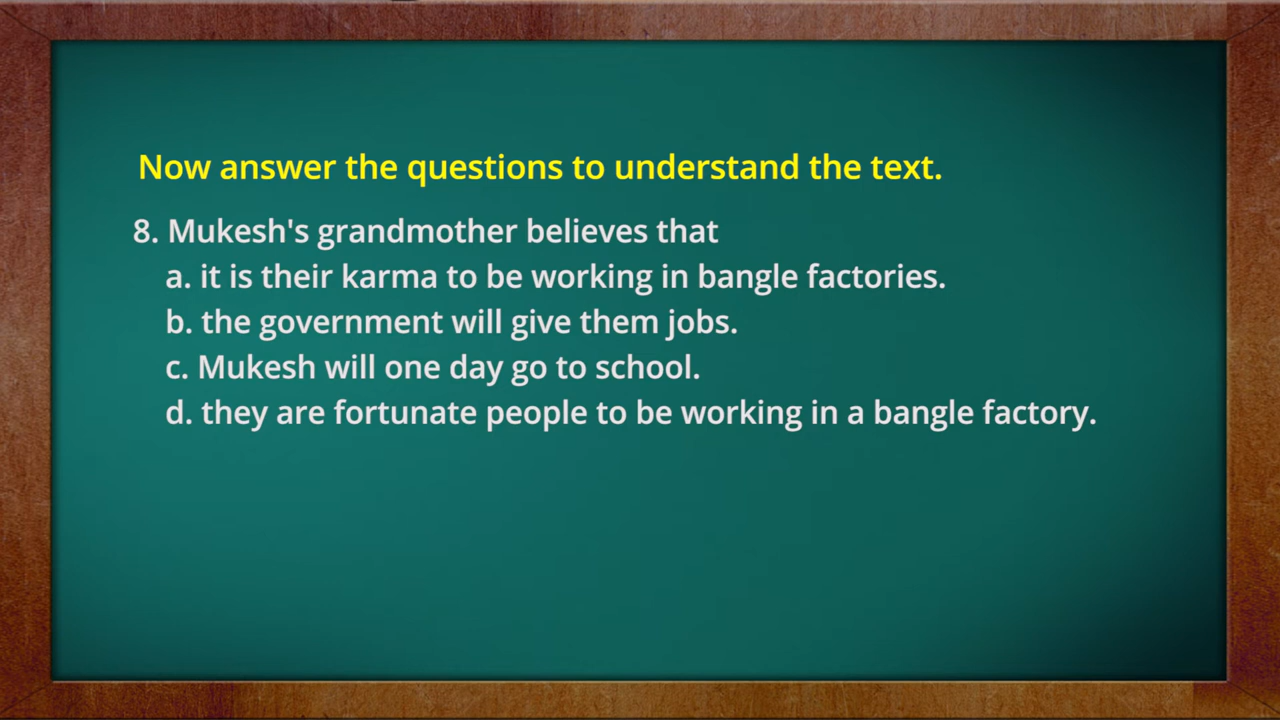 Now answer the questions to understand the text.
8. Mukesh's grandmother believes that
a. it is their karma to be working in bangle factories.
b. the government will give them jobs.
c. Mukesh will one day go to school.
d. they are fortunate people to be working in a bangle factory.